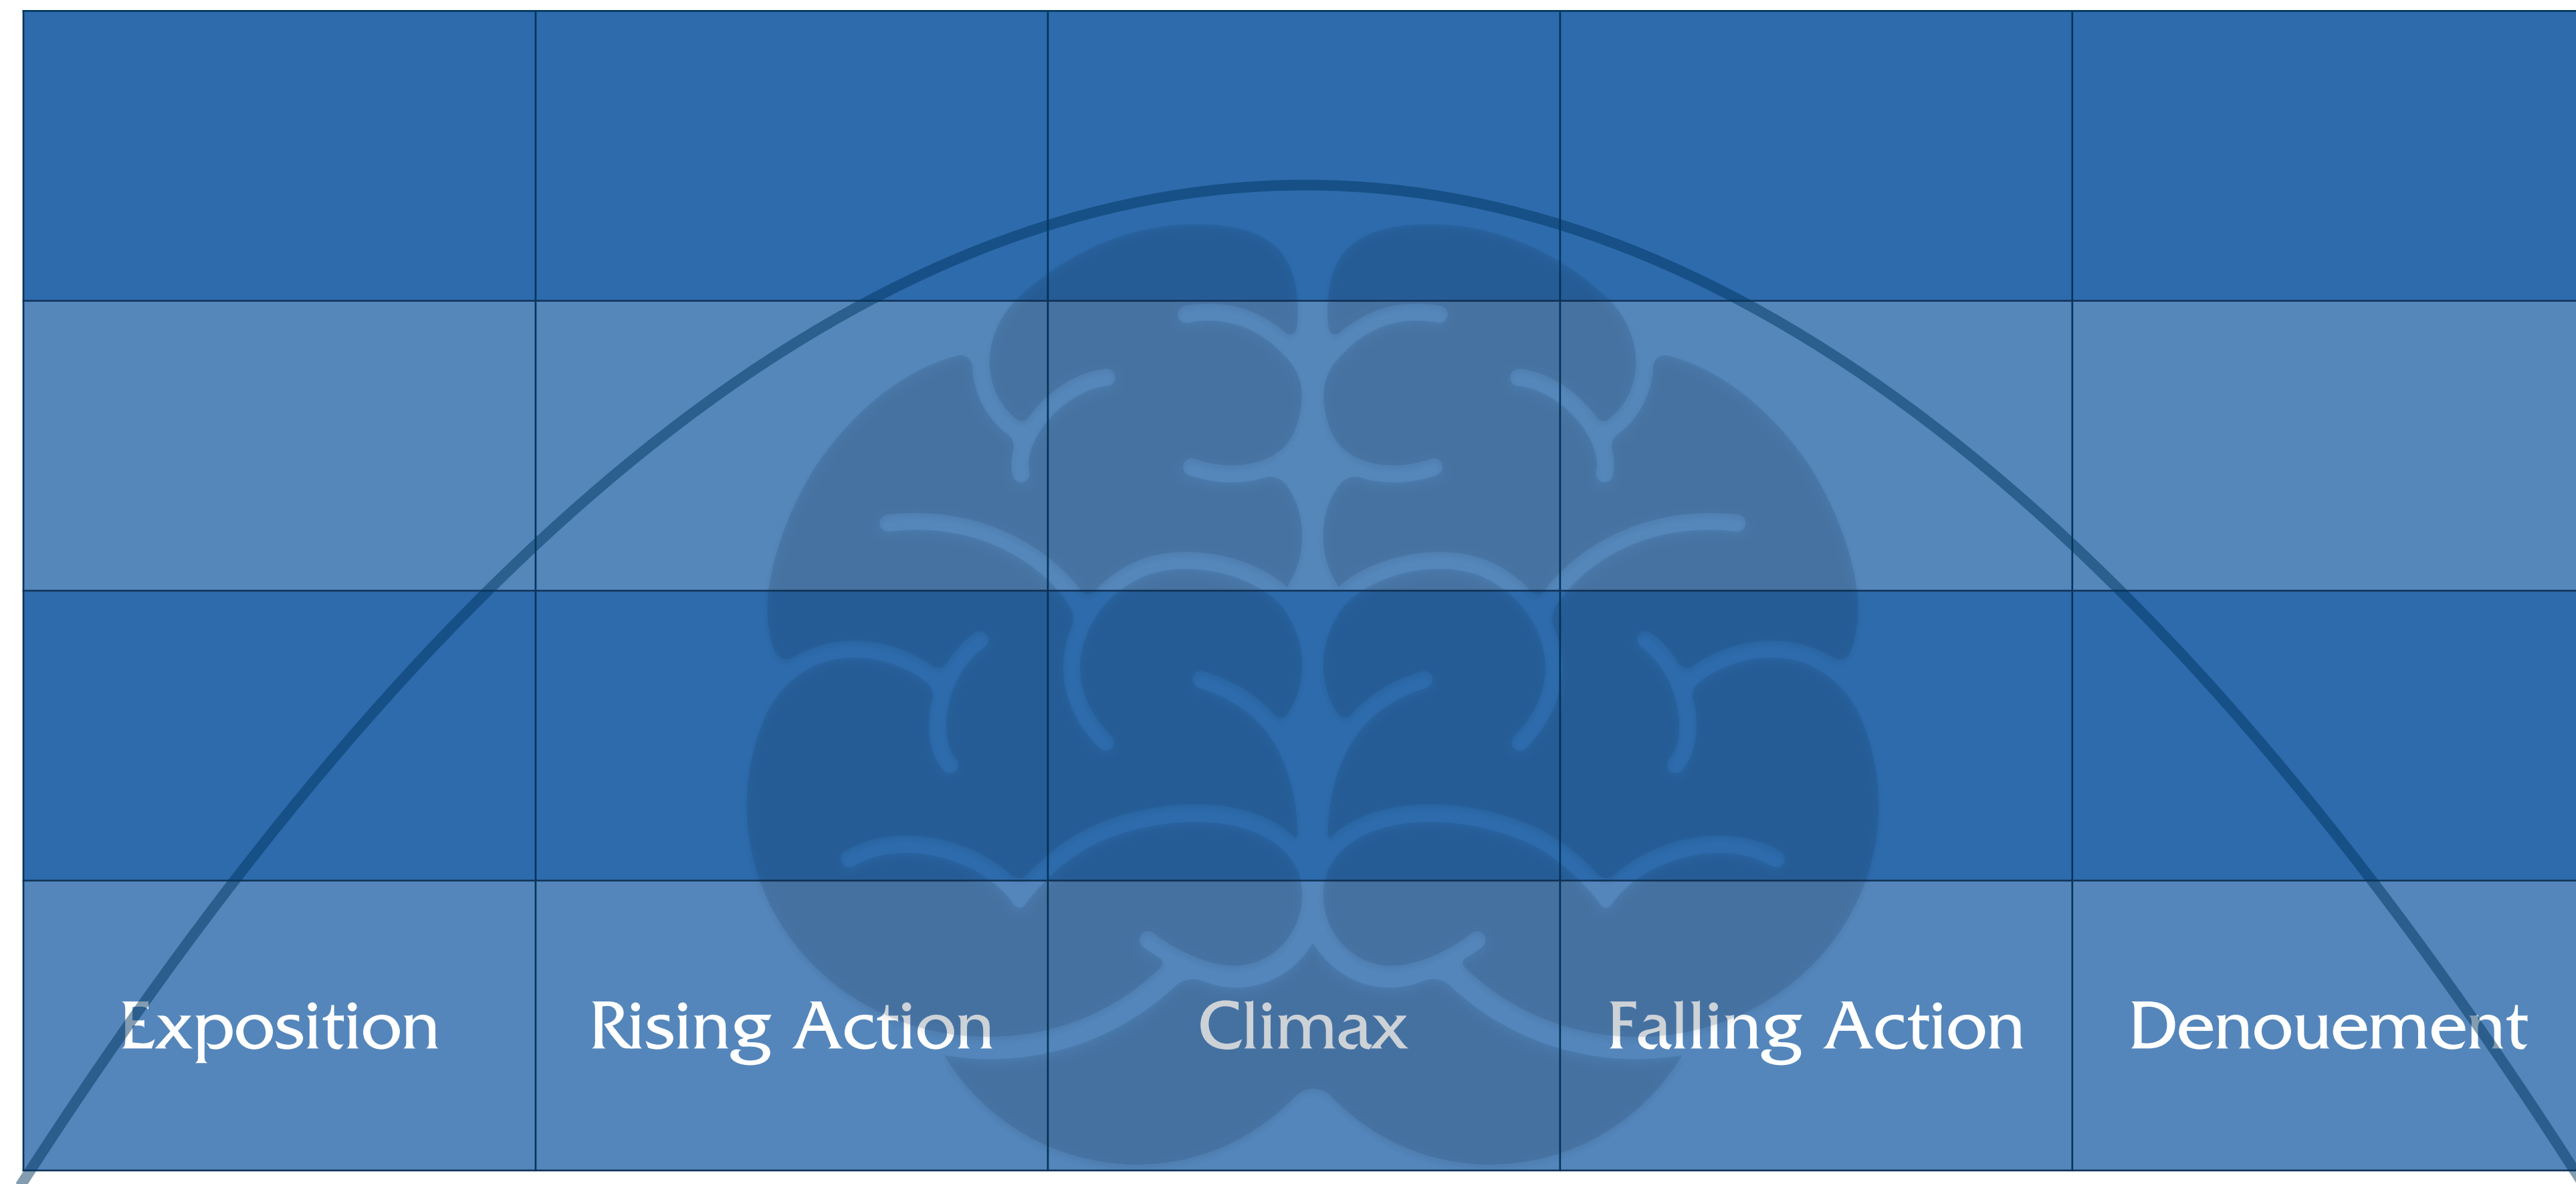 Exposition
Rising Action
Climax
Falling Action
Denouement